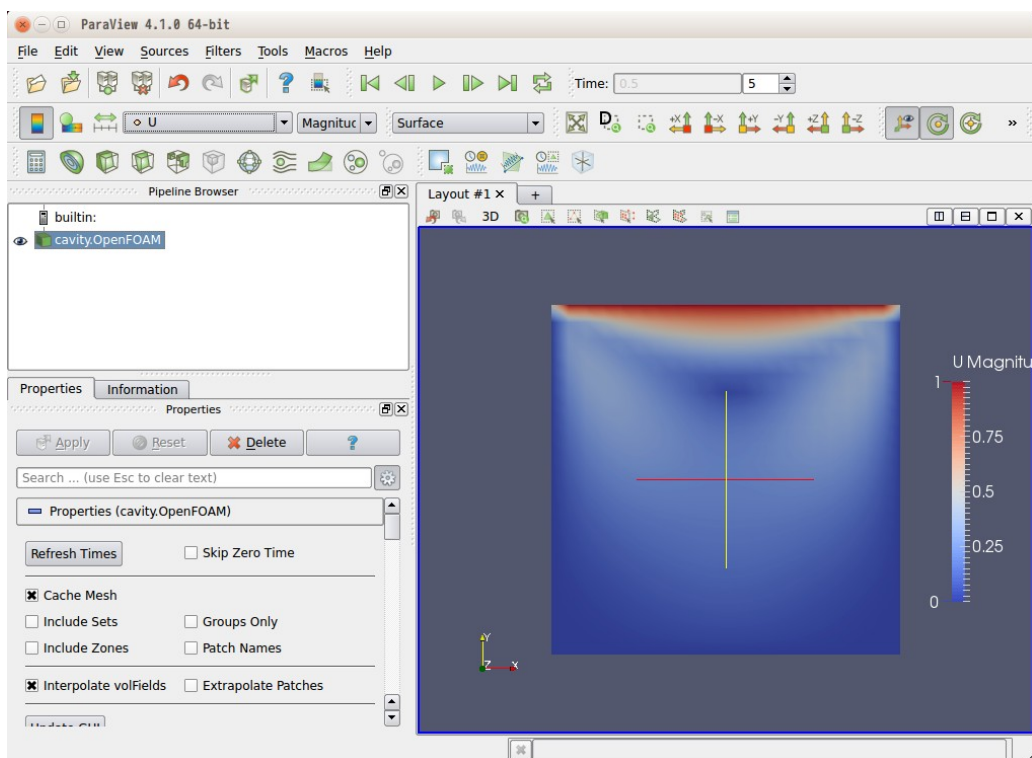 ParaView 4.1.0 64-bit
File Edit View Sources Filters Tools Macros Help
? Time: 0.5 5
U Magnituc Surface +X -X +Y -Y +Z -Z »
Pipeline Browser
builtin:
cavity.OpenFOAM
Properties Information
Properties
Apply Reset Delete ?
Search ... (use Esc to clear text)
Properties (cavity.OpenFOAM)
Refresh Times Skip Zero Time
Cache Mesh
Include Sets Groups Only
Include Zones Patch Names
Interpolate volFields Extrapolate Patches
Update GUI
Layout #1 × +
3D
U Magnitu
1
0.75
0.5
0.25
0
Y
Z X